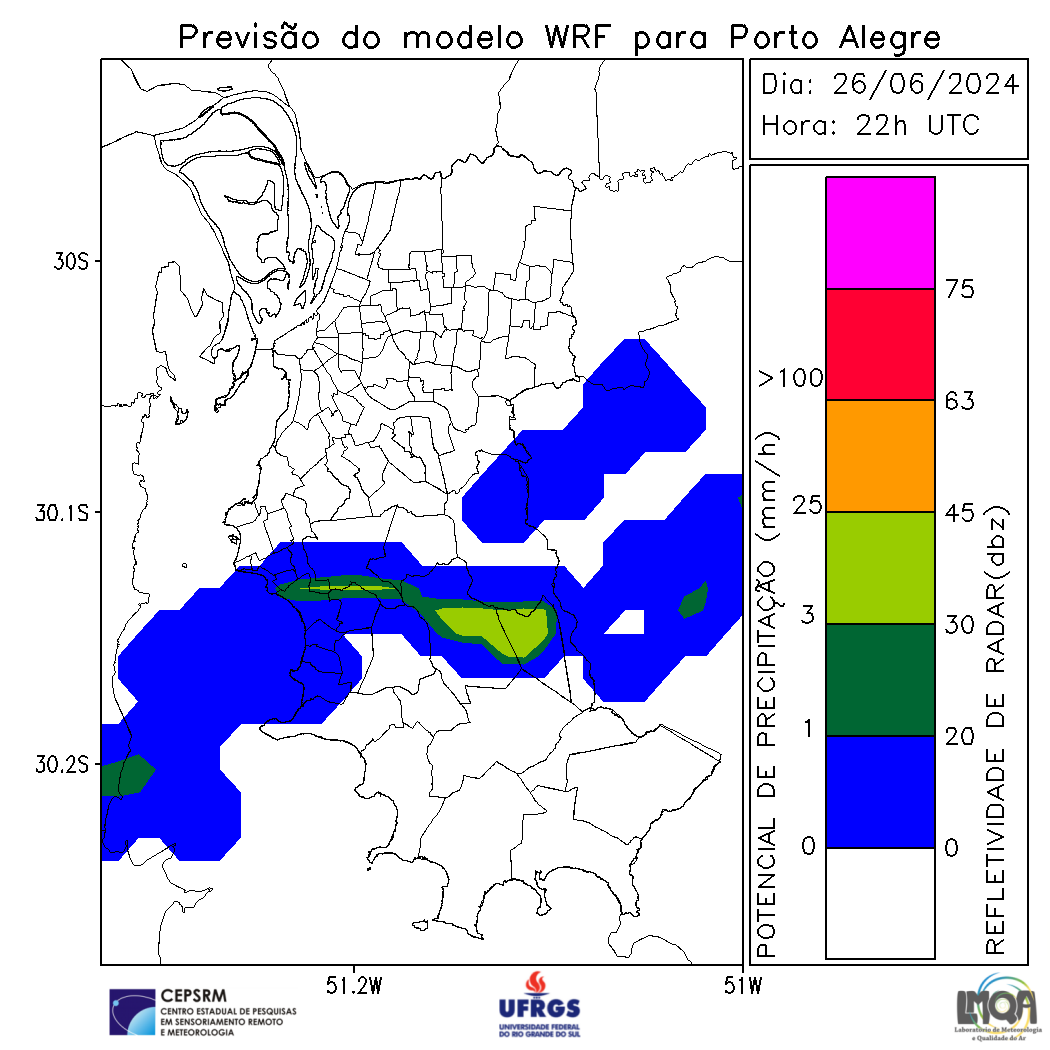 Previsão do modelo WRF para Porto Alegre
Dia: 26/06/2024
Hora: 22h UTC
30S
30.1S
30.2S
51.2W
51W
POTENCIAL DE PRECIPITAÇÃO (mm/h)
>100
25
3
1
0
75
63
45
30
20
0
REFLETIVIDADE DE RADAR(dbz)
CEPSRM
CENTRO ESTADUAL DE PESQUISAS
EM SENSORIAMENTO REMOTO
E METEOROLOGIA
UFRGS
UNIVERSIDADE FEDERAL
DO RIO GRANDE DO SUL
LMQA
Laboratório de Meteorologia
e Qualidade do Ar